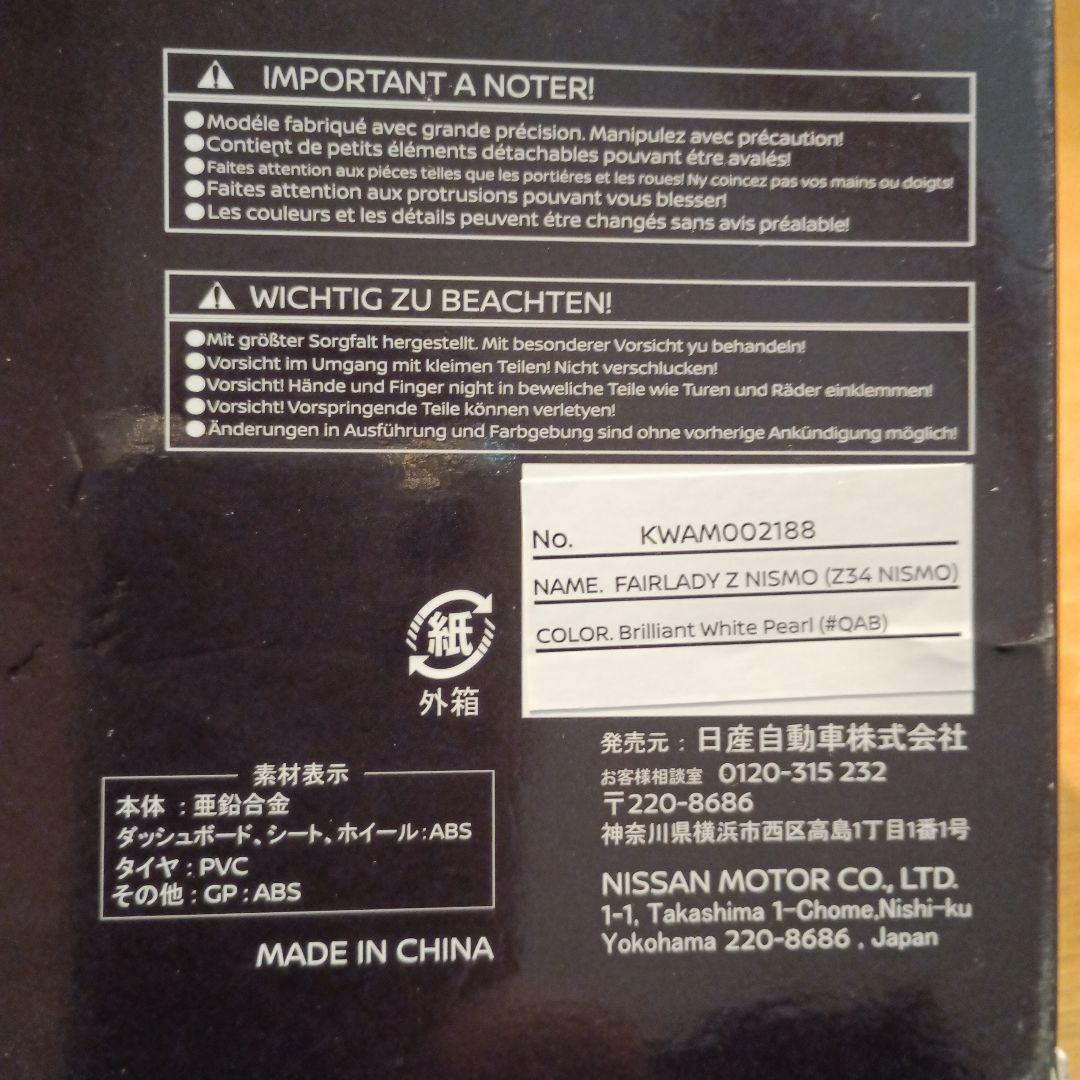 IMPORTANT A NOTER!
●Modéle fabriqué avec grande précision. Manipulez avec précaution!
●Contient de petits éléments détachables pouvant étre avalés!
●Faites attention aux piéces telles que les portiéres et les roues! Ny coincez pas vos mains ou doigts!
●Faites attention aux protrusions pouvant vous blesser!
●Les couleurs et les détails peuvent étre changés sans avis préalable!
WICHTIG ZU BEACHTEN!
●Mit größter Sorgfalt hergestellt. Mit besonderer Vorsicht yu behandeln!
●Vorsicht im Umgang mit kleimen Teilen! Nicht verschlucken!
●Vorsicht! Hände und Finger night in beweliche Teile wie Turen und Räder einklemmen!
●Vorsicht! Vorspringende Teile können verletyen!
●Änderungen in Ausführung und Farbgebung sind ohne vorherige Ankündigung möglich!
No. KWAM002188
NAME. FAIRLADY Z NISMO (Z34 NISMO)
COLOR. Brilliant White Pearl (#QAB)
紙
外箱
素材表示
本体 : 亜鉛合金
ダッシュボード、シート、ホイール : ABS
タイヤ : PVC
その他 : GP : ABS
MADE IN CHINA
発売元 : 日産自動車株式会社
お客様相談室 0120-315 232
〒220-8686
神奈川県横浜市西区高島1丁目1番1号
NISSAN MOTOR CO., LTD.
1-1, Takashima 1-Chome,Nishi-ku
Yokohama 220-8686 , Japan